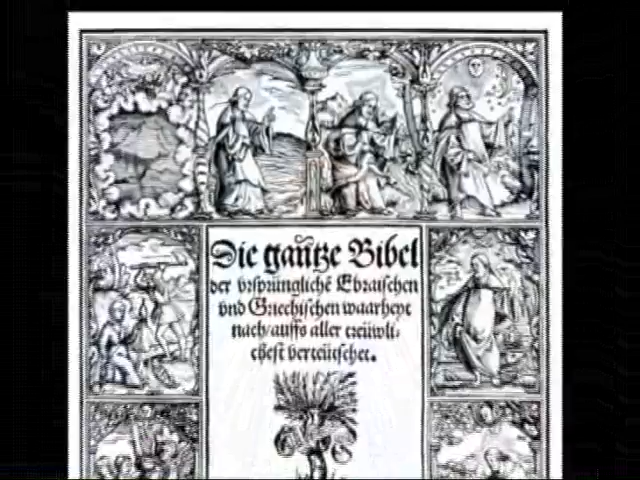 Die gantze Bibel
der vrsprünglichē Ebraischen
vnd Griechischen waarheyt
nach/ auffs aller treüwli-
chest verteütschet.